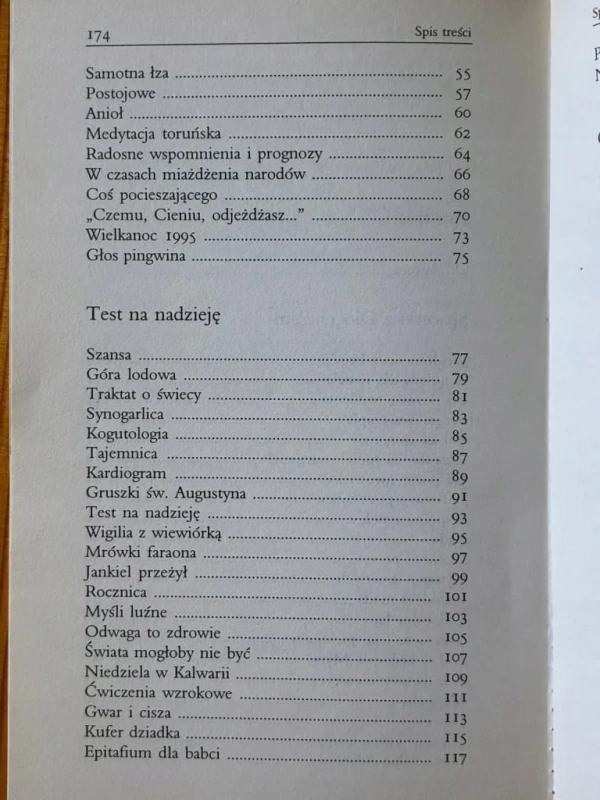 174 Spis treści
Samotna łza ........ 55
Postojowe ........ 57
Anioł ........ 60
Medytacja toruńska ........ 62
Radosne wspomnienia i prognozy ........ 64
W czasach miażdżenia narodów ........ 66
Coś pocieszającego ........ 68
„Czemu, Cieniu, odjeżdżasz...” ........ 70
Wielkanoc 1995 ........ 73
Głos pingwina ........ 75
Test na nadzieję
Szansa ........ 77
Góra lodowa ........ 79
Traktat o świecy ........ 81
Synogarlica ........ 83
Kogutologia ........ 85
Tajemnica ........ 87
Kardiogram ........ 89
Gruszki św. Augustyna ........ 91
Test na nadzieję ........ 93
Wigilia z wiewiórką ........ 95
Mrówki faraona ........ 97
Jankiel przeżył ........ 99
Rocznica ........ 101
Myśli luźne ........ 103
Odwaga to zdrowie ........ 105
Świata mogłoby nie być ........ 107
Niedziela w Kalwarii ........ 109
Ćwiczenia wzrokowe ........ 111
Gwar i cisza ........ 113
Kufer dziadka ........ 115
Epitafium dla babci ........ 117